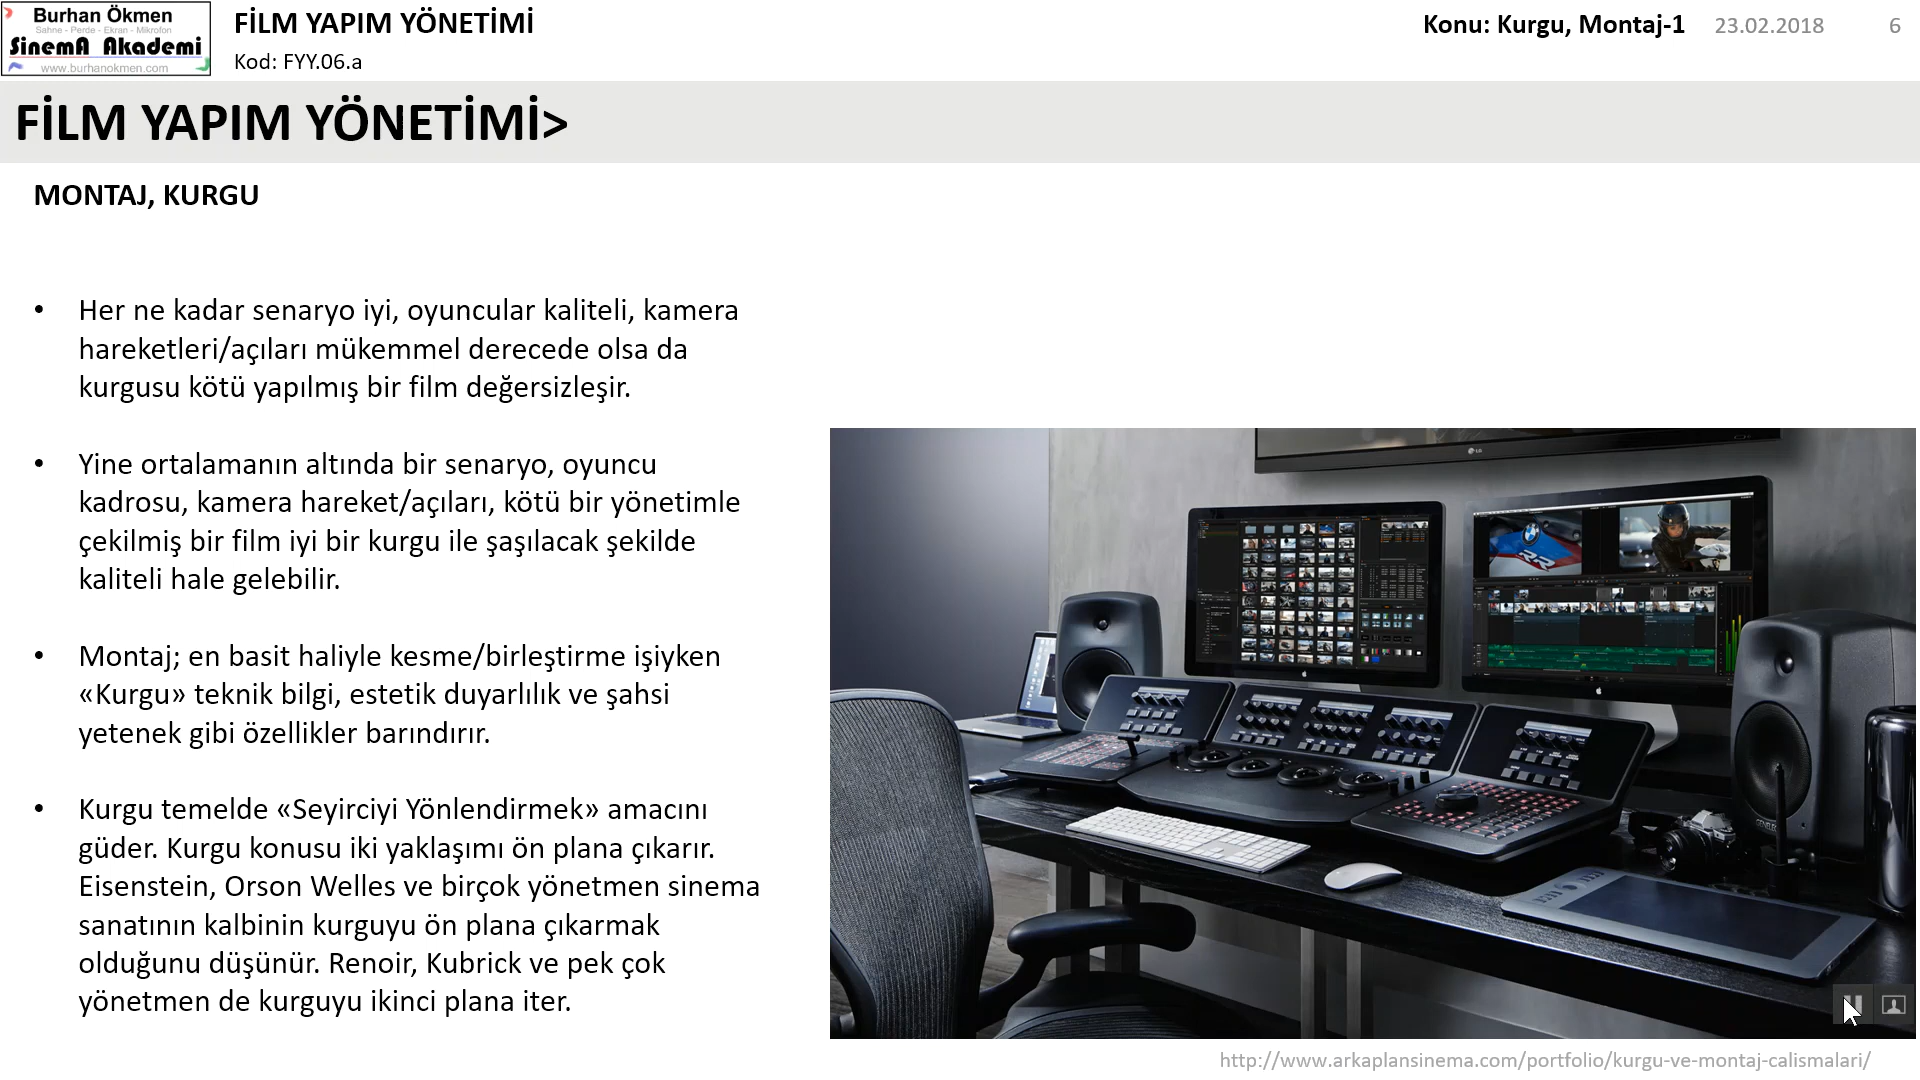 Burhan Ökmen
Sahne - Perde - Ekran - Mikrofon
SinemA Akademi
www.burhanokmen.com
FİLM YAPIM YÖNETİMİ
Kod: FYY.06.a
Konu: Kurgu, Montaj-1 23.02.2018 6
FİLM YAPIM YÖNETİMİ>
MONTAJ, KURGU
• Her ne kadar senaryo iyi, oyuncular kaliteli, kamera
hareketleri/açıları mükemmel derecede olsa da
kurgusu kötü yapılmış bir film değersizleşir.
• Yine ortalamanın altında bir senaryo, oyuncu
kadrosu, kamera hareket/açıları, kötü bir yönetimle
çekilmiş bir film iyi bir kurgu ile şaşılacak şekilde
kaliteli hale gelebilir.
• Montaj; en basit haliyle kesme/birleştirme işiyken
«Kurgu» teknik bilgi, estetik duyarlılık ve şahsi
yetenek gibi özellikler barındırır.
• Kurgu temelde «Seyirciyi Yönlendirmek» amacını
güder. Kurgu konusu iki yaklaşımı ön plana çıkarır.
Eisenstein, Orson Welles ve birçok yönetmen sinema
sanatının kalbinin kurguyu ön plana çıkarmak
olduğunu düşünür. Renoir, Kubrick ve pek çok
yönetmen de kurguyu ikinci plana iter.
LG
RR
http://www.arkaplansinema.com/portfolio/kurgu-ve-montaj-calismalari/